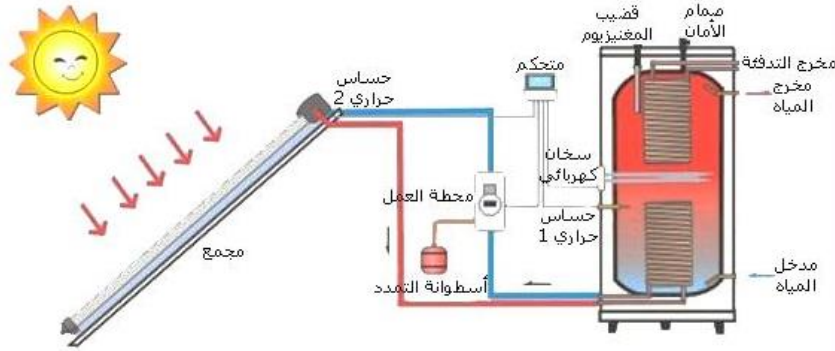 صمام
الأمان
قضيب
المغنيزيوم
مخرج التدفئة
مخرج
المياه
متحكم
حساس
حراري 2
سخان
كهربائي
محطة العمل
حساس
حراري 1
مجمع
أسطوانة التمدد
مدخل
المياه